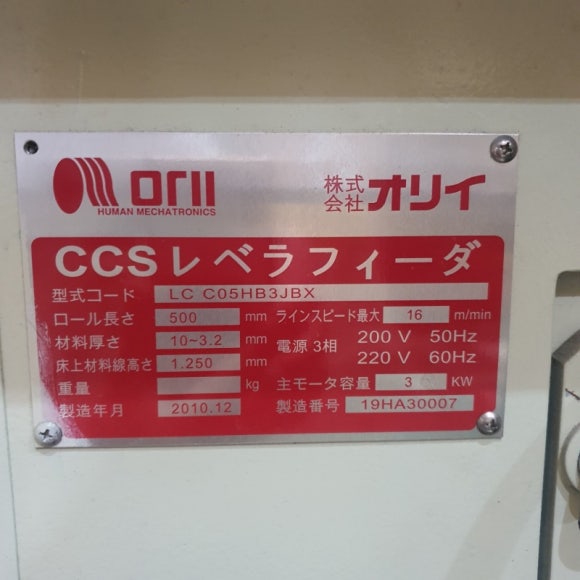 orii
HUMAN MECHATRONICS
株式会社オリイ
CCSレベラフィーダ
型式コード LC C05HB3JBX
ロール長さ 500 mm ラインスピード最大 16 m/min
材料厚さ 10~3.2 mm 電源 3相 200 V 50Hz
床上材料線高さ 1.250 mm 220 V 60Hz
重量 kg 主モータ容量 3 KW
製造年月 2010.12 製造番号 19HA30007